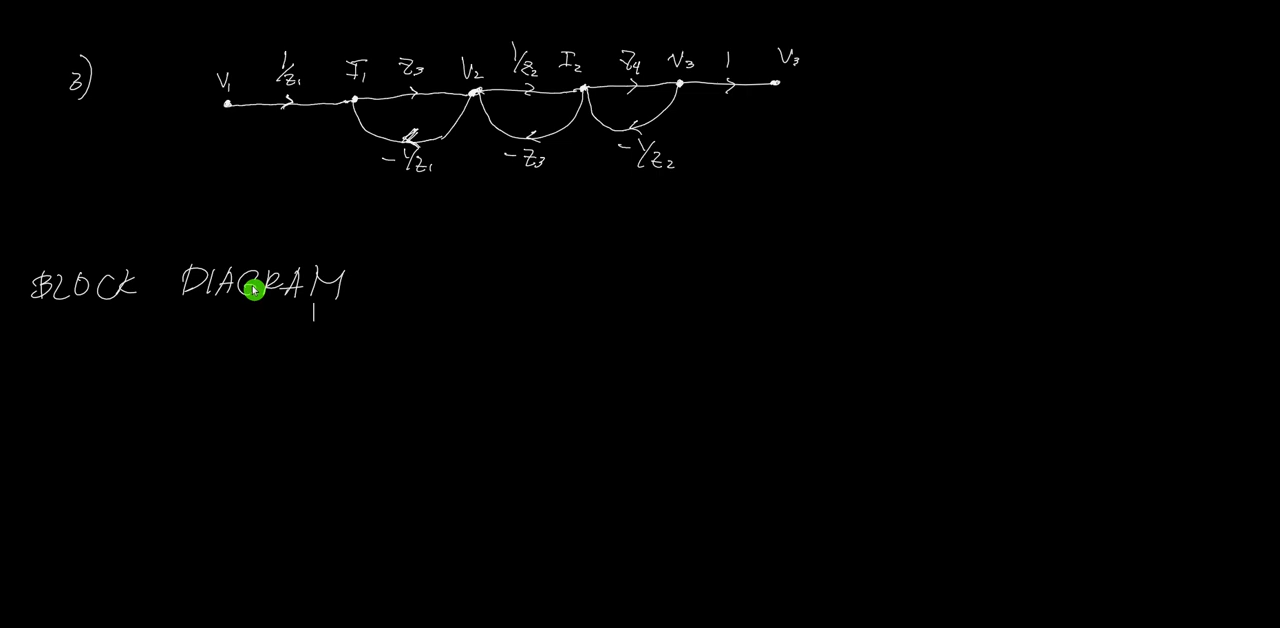 3)
V₁ 1/Z₁ I₁ Z₃ V₂ 1/Z₂ I₂ Z₄ V₃ 1 V₃
-1/Z₁ -Z₃ -1/Z₂
BLOCK DIAGRAM